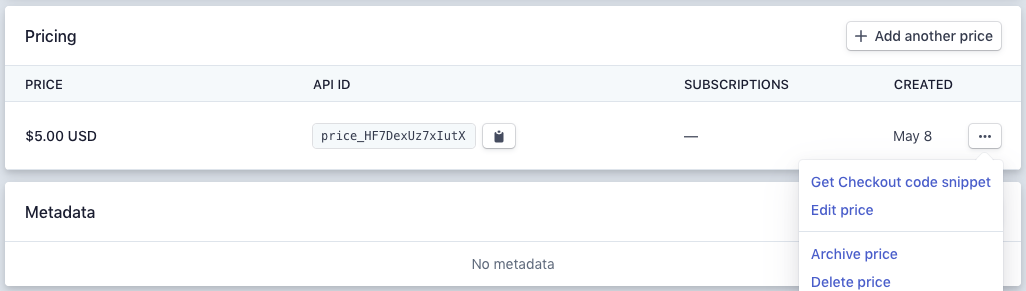 Pricing
+ Add another price
PRICE API ID SUBSCRIPTIONS CREATED
$5.00 USD price_HF7DexUz7xIutX — May 8 •••
Get Checkout code snippet
Edit price
Metadata
Archive price
No metadata
Delete price